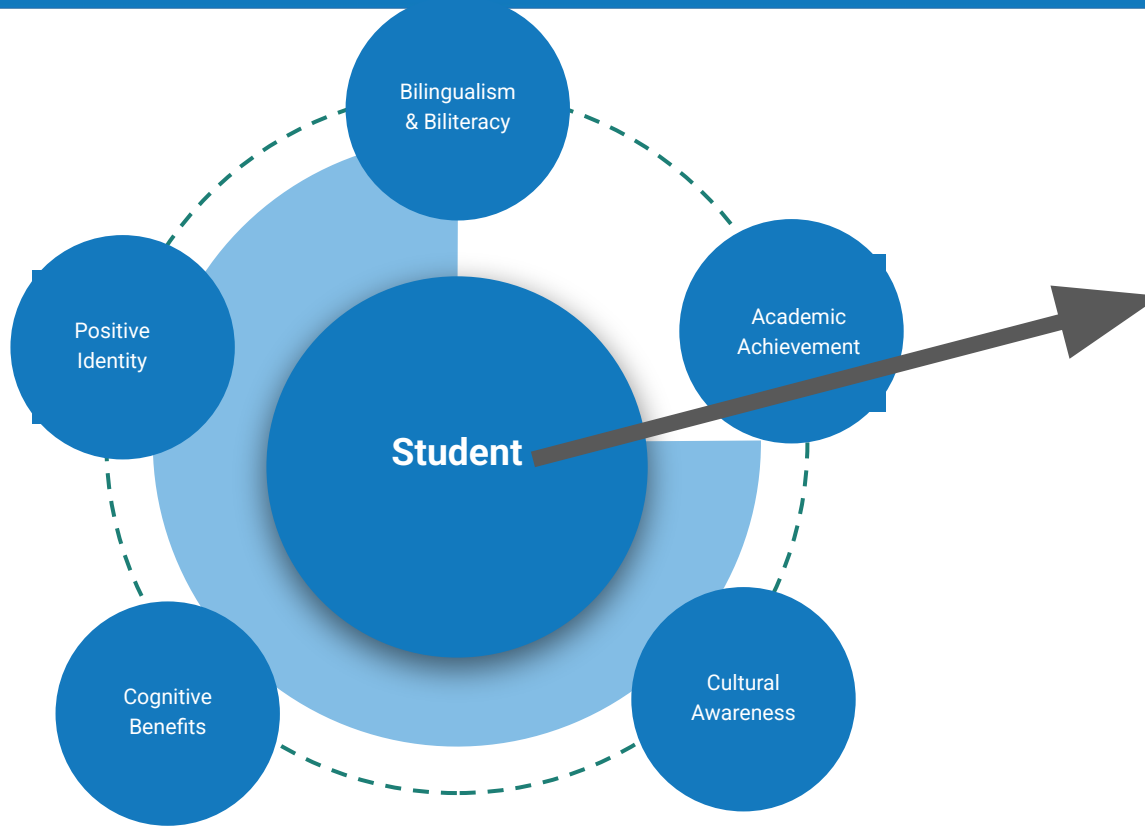 Bilingualism
& Biliteracy
Positive
Identity
Academic
Achievement
Student
Cognitive
Benefits
Cultural
Awareness